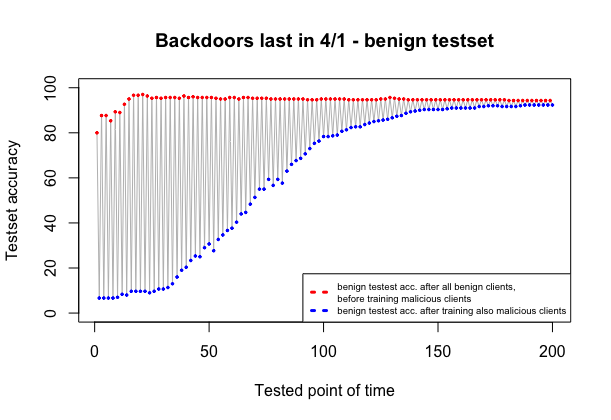 Backdoors last in 4/1 - benign testset
Testset accuracy
100
80
60
40
20
0
benign testest acc. after all benign clients,
before training malicious clients
benign testest acc. after training also malicious clients
0 50 100 150 200
Tested point of time